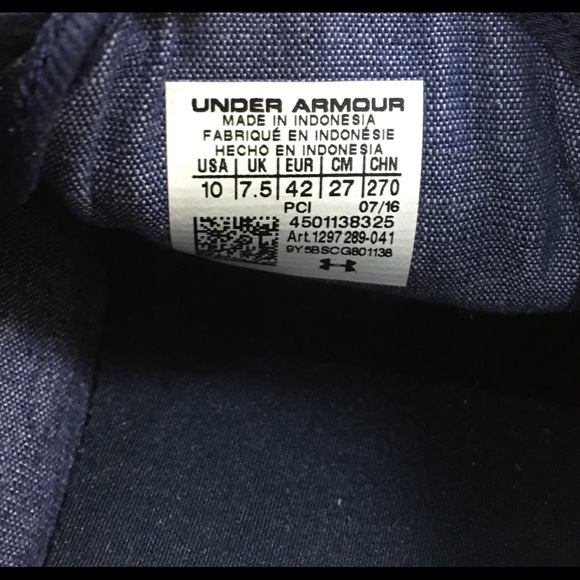 UNDER ARMOUR
MADE IN INDONESIA
FABRIQUÉ EN INDONÉSIE
HECHO EN INDONESIA
USA UK EUR CM CHN
10 7.5 42 27 270
PCI 07/16
4501138325
Art.1297289-041
9Y5BSCG801138